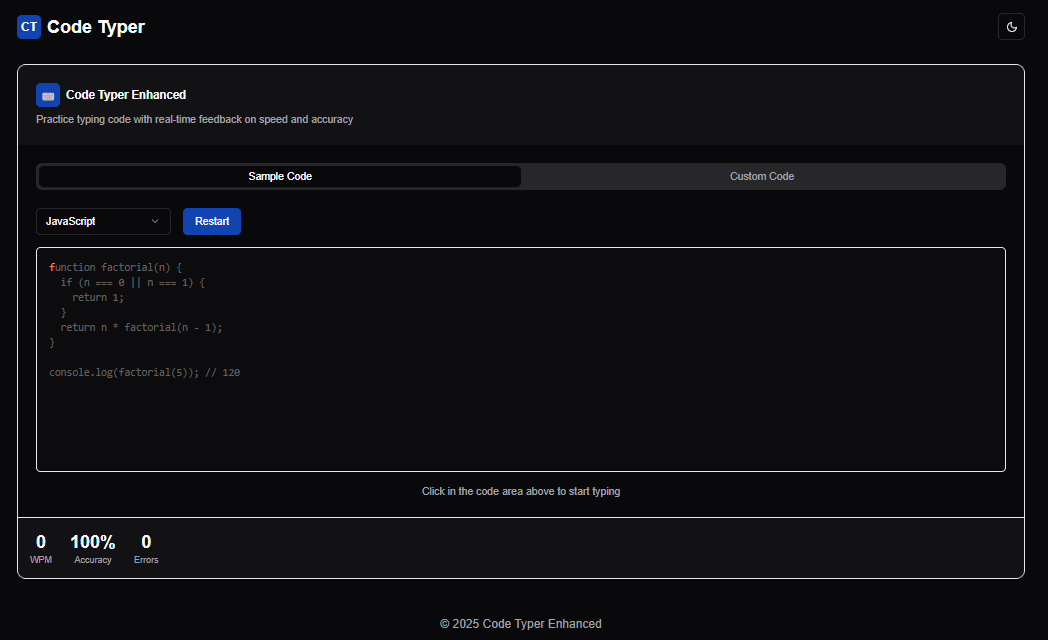 CT Code Typer
Code Typer Enhanced
Practice typing code with real-time feedback on speed and accuracy
Sample Code Custom Code
JavaScript Restart
function factorial(n) {
  if (n === 0 || n === 1) {
    return 1;
  }
  return n * factorial(n - 1);
}
console.log(factorial(5)); // 120
Click in the code area above to start typing
0 100% 0
WPM Accuracy Errors
© 2025 Code Typer Enhanced